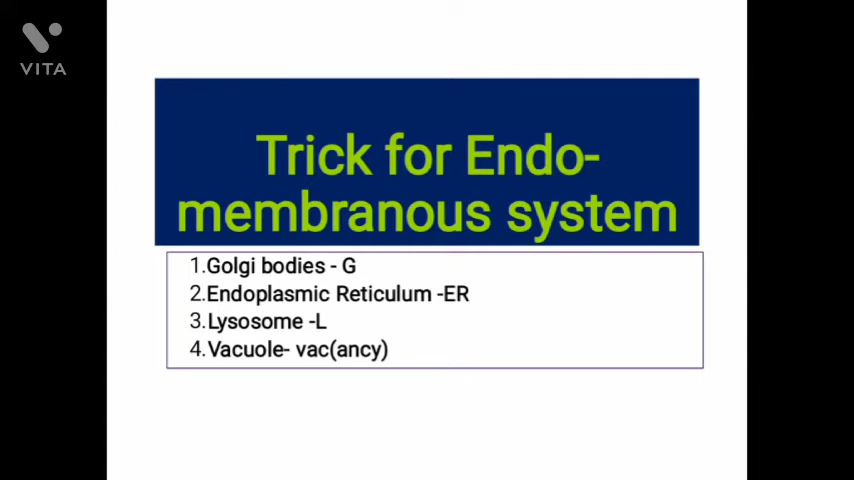 VITA
Trick for Endo-
membranous system
1.Golgi bodies - G
2.Endoplasmic Reticulum -ER
3.Lysosome -L
4.Vacuole- vac(ancy)